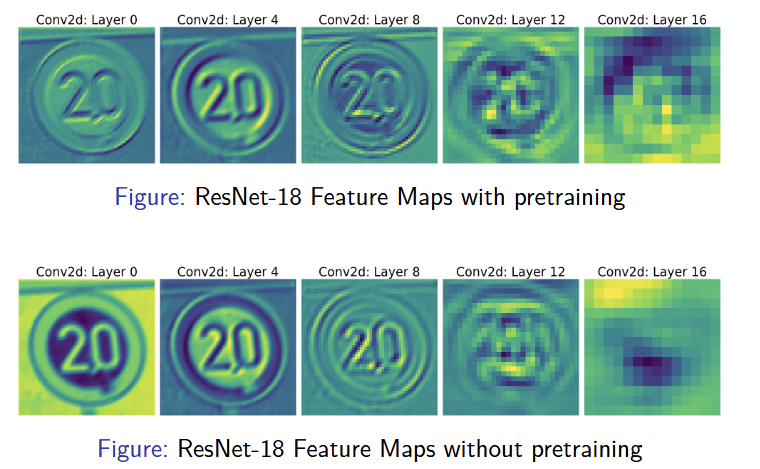 Conv2d: Layer 0 Conv2d: Layer 4 Conv2d: Layer 8 Conv2d: Layer 12 Conv2d: Layer 16
20 20 20 20
Figure: ResNet-18 Feature Maps with pretraining
Conv2d: Layer 0 Conv2d: Layer 4 Conv2d: Layer 8 Conv2d: Layer 12 Conv2d: Layer 16
20 20 20
Figure: ResNet-18 Feature Maps without pretraining